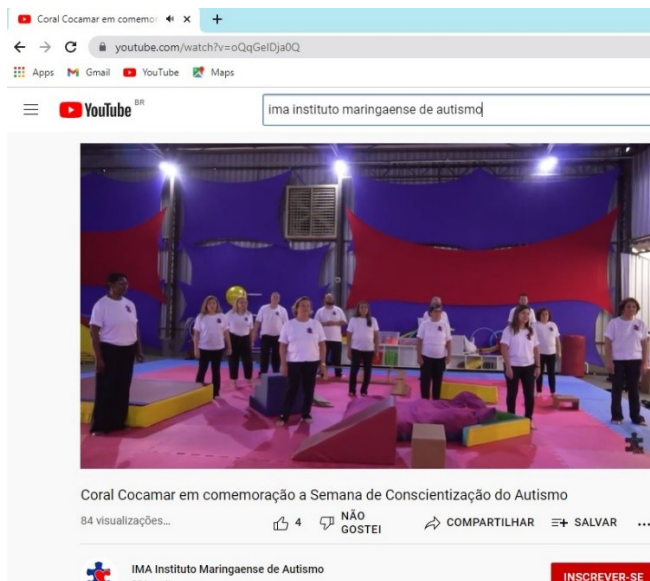 Coral Cocamar em comemor
youtube.com/watch?v=oQqGeIDja0Q
Apps Gmail YouTube Maps
YouTube BR
ima instituto maringaense de autismo
Coral Cocamar em comemoração a Semana de Conscientização do Autismo
84 visualizações...
4
NÃO GOSTEI
COMPARTILHAR
SALVAR
...
IMA Instituto Maringaense de Autismo
INSCREVER-SE